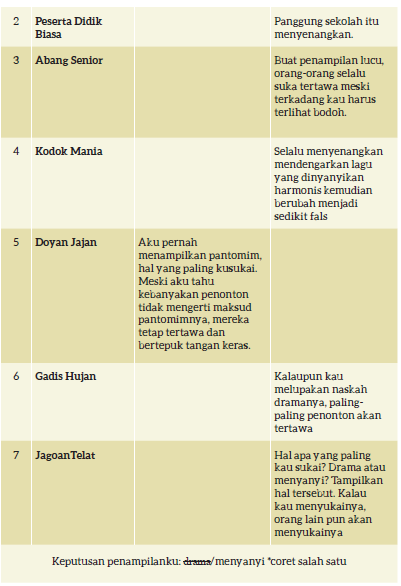 2 Peserta Didik Biasa
Panggung sekolah itu
menyenangkan.
3 Abang Senior
Buat penampilan lucu,
orang-orang selalu
suka tertawa meski
terkadang kau harus
terlihat bodoh.
4 Kodok Mania
Selalu menyenangkan
mendengarkan lagu
yang dinyanyikan
harmonis kemudian
berubah menjadi
sedikit fals
5 Doyan Jajan
Aku pernah
menampilkan pantomim,
hal yang paling kusukai.
Meski aku tahu
kebanyakan penonton
tidak mengerti maksud
pantomimnya, mereka
tetap tertawa dan
bertepuk tangan keras.
6 Gadis Hujan
Kalaupun kau
melupakan naskah
dramanya, paling-
paling penonton akan
tertawa
7 JagoanTelat
Hal apa yang paling
kau sukai? Drama atau
menyanyi? Tampilkan
hal tersebut. Kalau
kau menyukainya,
orang lain pun akan
menyukainya
Keputusan penampilanku: drama/menyanyi *coret salah satu